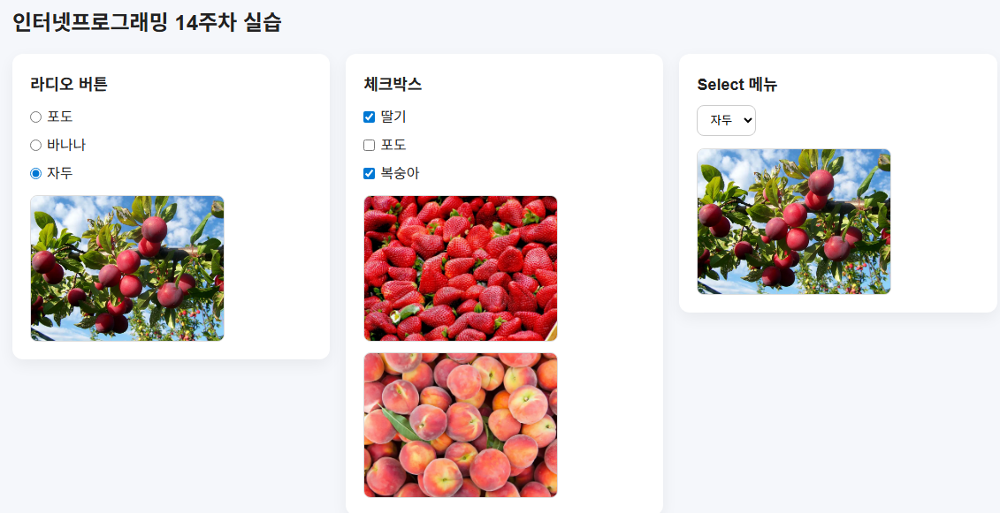 인터넷프로그래밍 14주차 실습
라디오 버튼
포도
바나나
자두
체크박스
딸기
포도
복숭아
Select 메뉴
자두